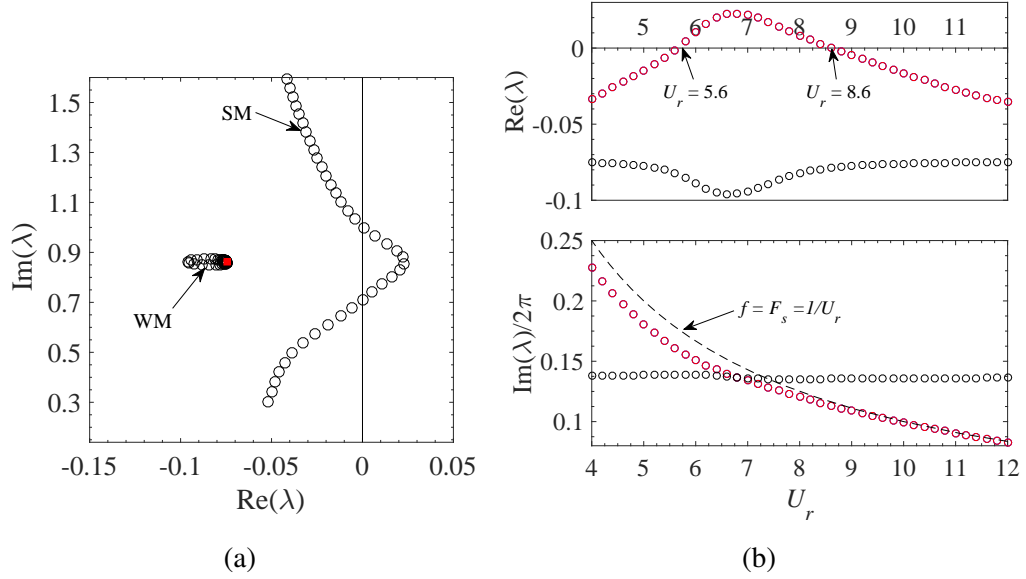 1.5
1.3
1.1
0.9
0.7
0.5
0.3
Im(λ)
SM
WM
-0.15 -0.1 -0.05 0 0.05
Re(λ)
(a)
0
-0.05
-0.1
Re(λ)
4 5 6 7 8 9 10 11
U_r = 5.6
U_r = 8.6
0.25
0.2
0.15
0.1
Im(λ)/2π
f = F_s =1/U_r
4 5 6 7 8 9 10 11 12
U_r
(b)